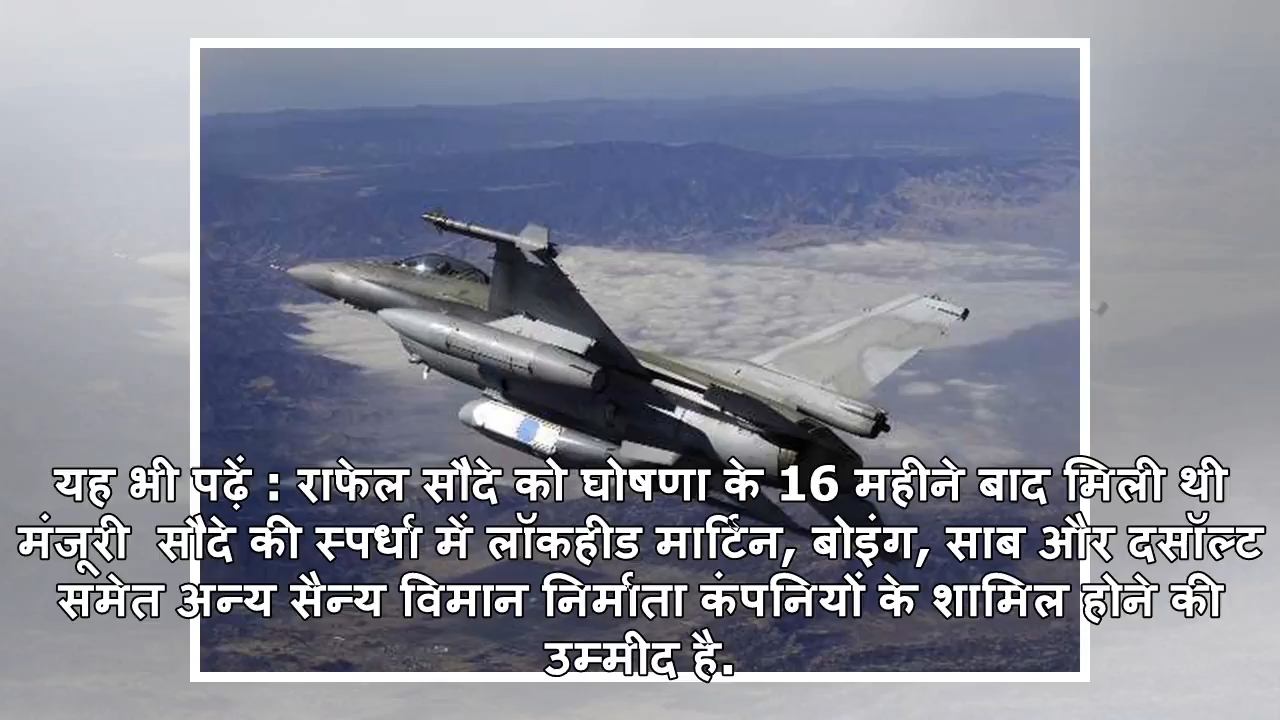 यह भी पढ़ें : राफेल सौदे को घोषणा के 16 महीने बाद मिली थी
मंजूरी  सौदे की स्पर्धा में लॉकहीड मार्टिन, बोइंग, साब और दसॉल्ट
समेत अन्य सैन्य विमान निर्माता कंपनियों के शामिल होने की
उम्मीद है.